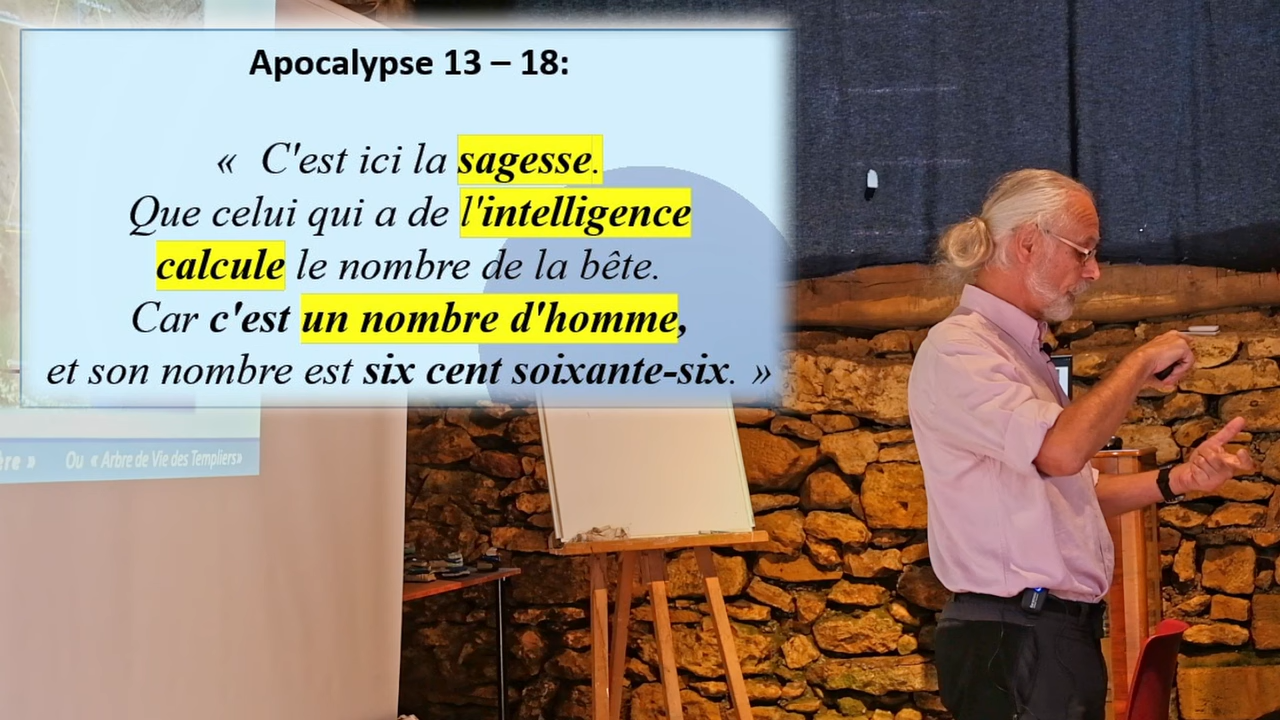 Apocalypse 13 – 18:
«  C'est ici la sagesse.
Que celui qui a de l'intelligence
calcule le nombre de la bête.
Car c'est un nombre d'homme,
et son nombre est six cent soixante-six. »
ère »    Ou « Arbre de Vie des Templiers»